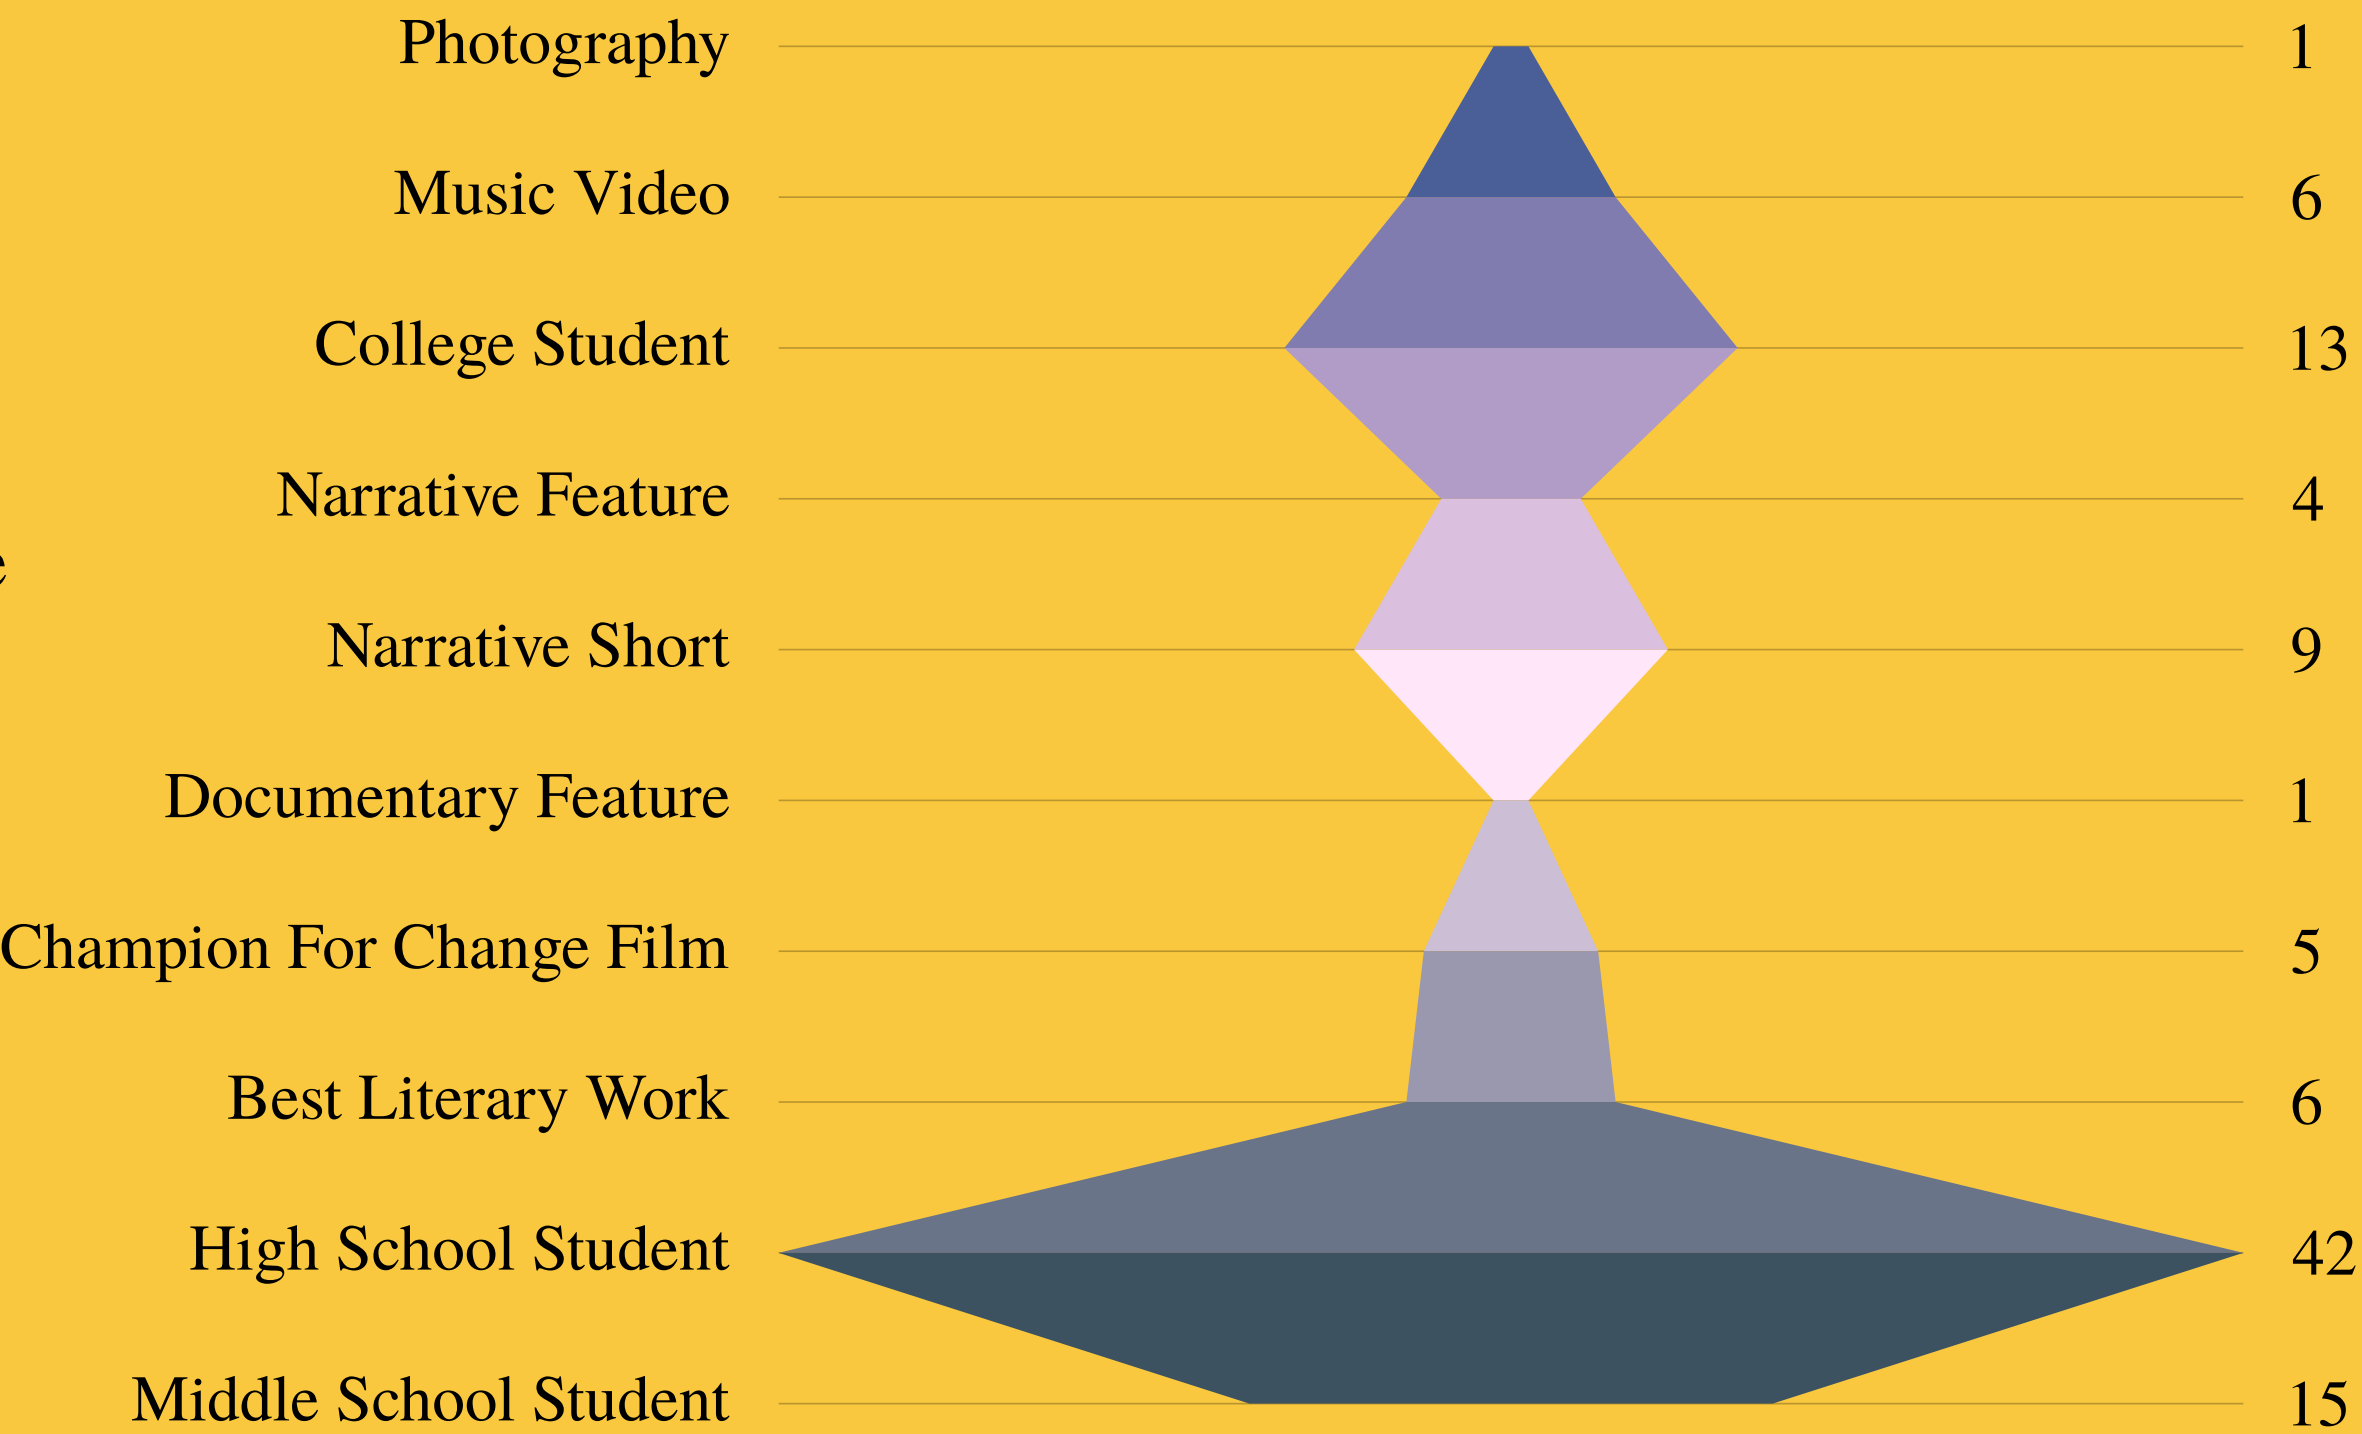 Photography 1
Music Video 6
College Student 13
Narrative Feature 4
Narrative Short 9
Documentary Feature 1
Champion For Change Film 5
Best Literary Work 6
High School Student 42
Middle School Student 15